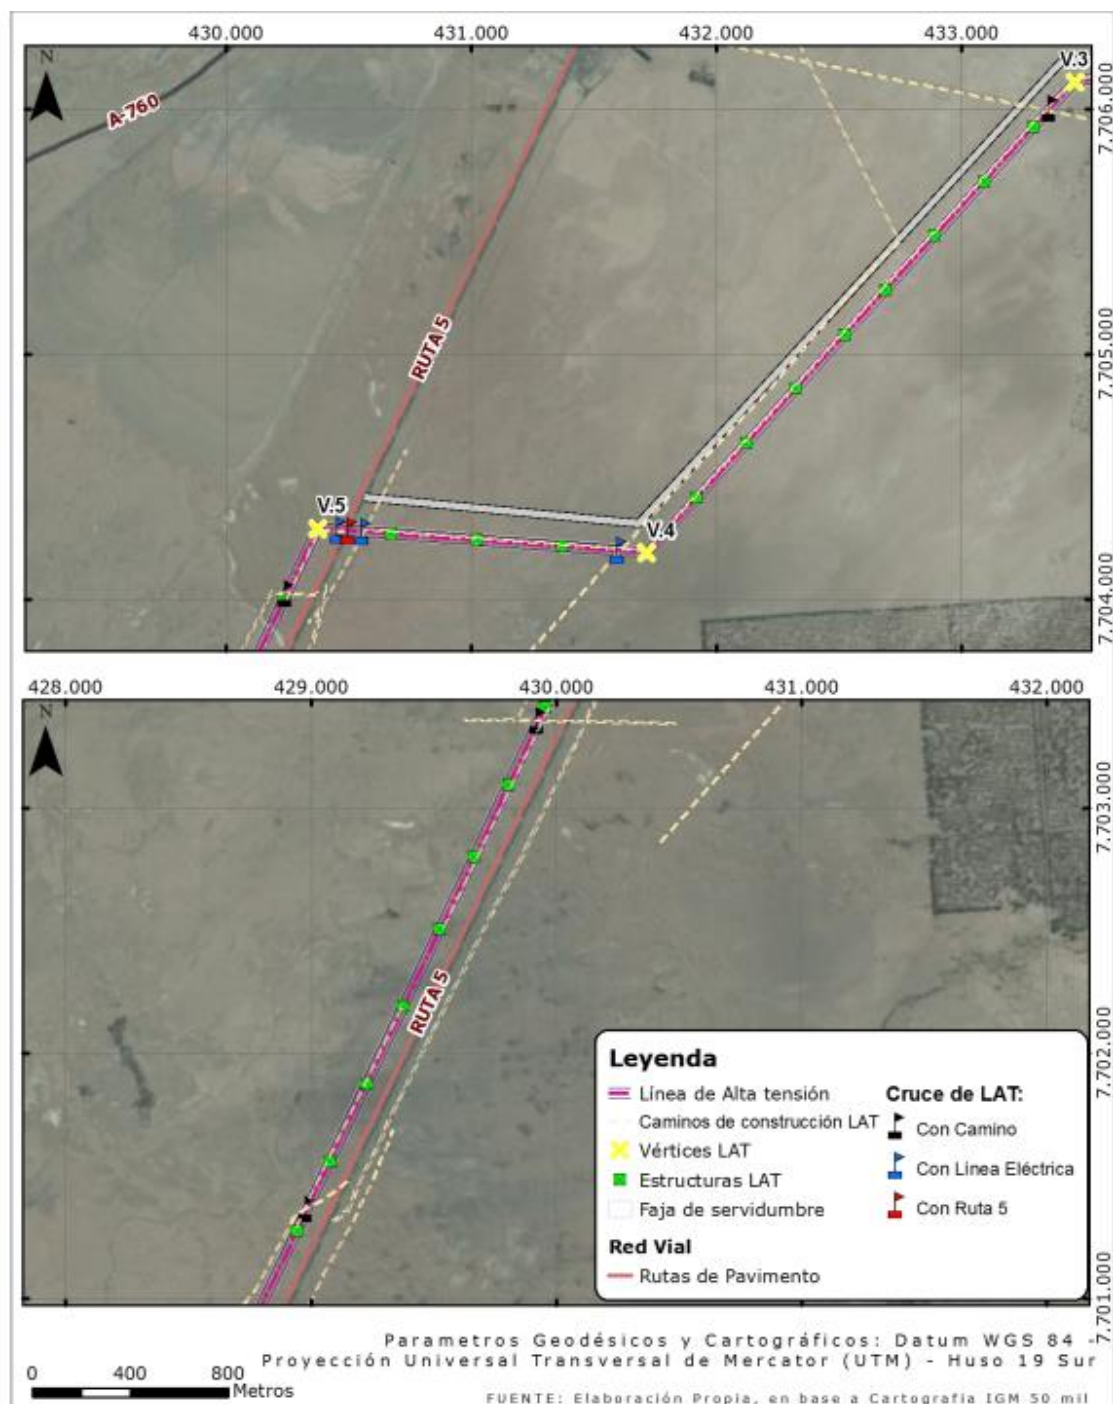 430.000 431.000 432.000 433.000
N
V.3
A-760
7.706.000
RUTA 5
7.705.000
V.5
V.4
7.704.000
428.000 429.000 430.000 431.000 432.000
N
7.703.000
RUTA 5
7.702.000
Leyenda
Línea de Alta tensión
Caminos de construcción LAT
Vértices LAT
Estructuras LAT
Faja de servidumbre
Red Vial
Rutas de Pavimento
Cruce de LAT:
Con Camino
Con Línea Eléctrica
Con Ruta 5
7.701.000
Parametros Geodésicos y Cartográficos: Datum WGS 84 -
Proyección Universal Transversal de Mercator (UTM) - Huso 19 Sur
0 400 800
Metros
FUENTE: Elaboración Propia, en base a Cartografia IGM 50 mil